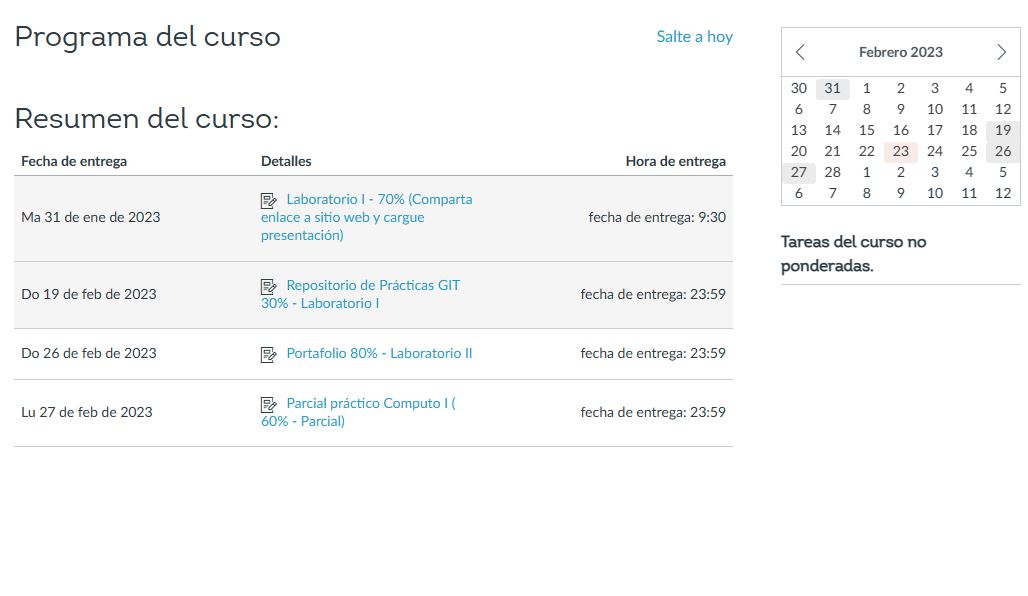 Programa del curso
Salte a hoy
Resumen del curso:
Fecha de entrega Detalles Hora de entrega
Ma 31 de ene de 2023
Laboratorio I - 70% (Comparta
enlace a sitio web y cargue
presentación)
fecha de entrega: 9:30
Do 19 de feb de 2023
Repositorio de Prácticas GIT
30% - Laboratorio I
fecha de entrega: 23:59
Do 26 de feb de 2023
Portafolio 80% - Laboratorio II
fecha de entrega: 23:59
Lu 27 de feb de 2023
Parcial práctico Computo I (
60% - Parcial)
fecha de entrega: 23:59
Febrero 2023
30 31 1 2 3 4 5
6 7 8 9 10 11 12
13 14 15 16 17 18 19
20 21 22 23 24 25 26
27 28 1 2 3 4 5
6 7 8 9 10 11 12
Tareas del curso no
ponderadas.